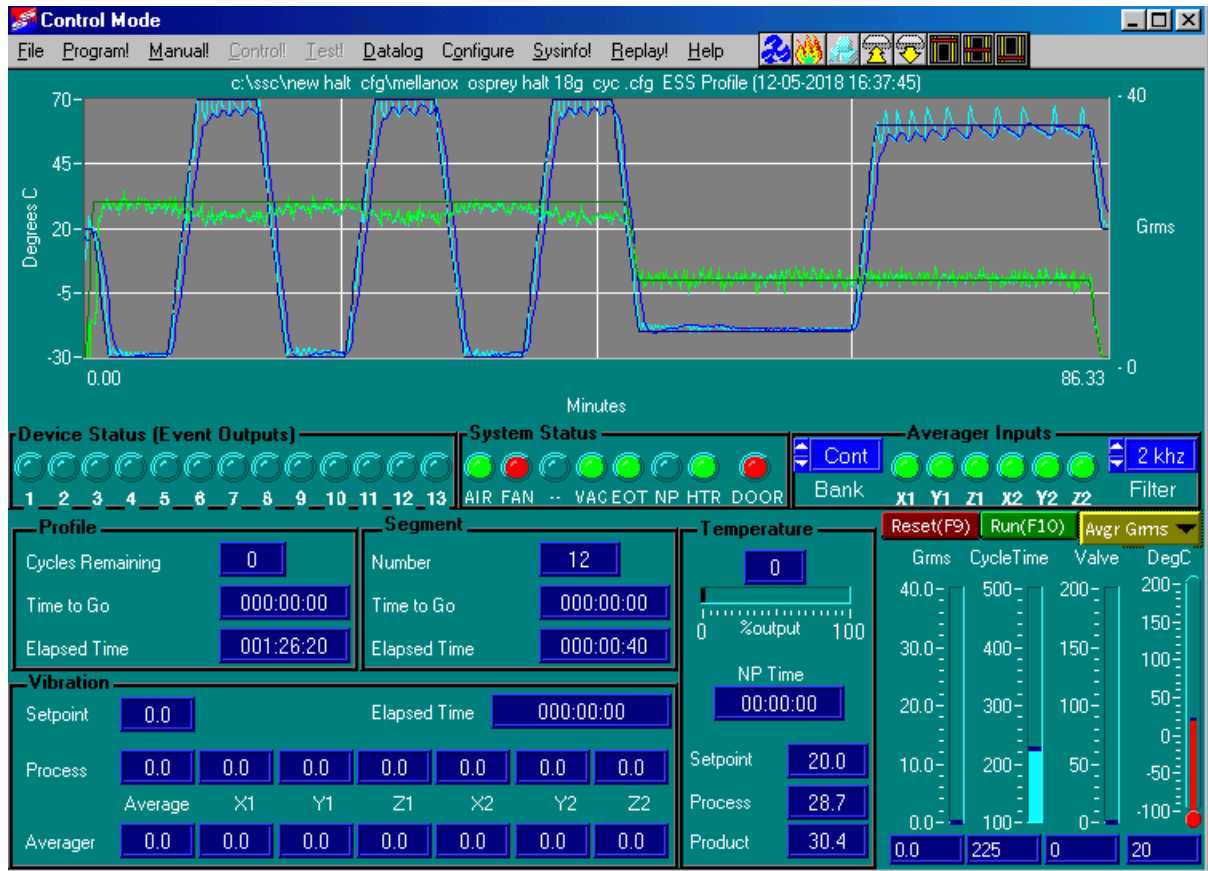 Control Mode
File Program! Manual! Control! Test! Datalog Configure Sysinfo! Replay! Help
c:\ssc\new halt cfg\mellanox osprey halt 18g cyc .cfg ESS Profile (12-05-2018 16:37:45)
70
40
45
Degrees C
20
Grms
-5
-30
0
0.00
86.33
Minutes
Device Status (Event Outputs)
System Status
Averager Inputs
Cont
2 khz
1 2 3 4 5 6 7 8 9 10 11 12 13
AIR FAN -- VAC EOT NP HTR DOOR
Bank
X1 Y1 Z1 X2 Y2 Z2
Filter
Profile
Cycles Remaining 0
Time to Go 000:00:00
Elapsed Time 001:26:20
Segment
Number 12
Time to Go 000:00:00
Elapsed Time 000:00:40
Temperature
0
0 %output 100
NP Time
00:00:00
Setpoint 20.0
Process 28.7
Product 30.4
Vibration
Setpoint 0.0 Elapsed Time 000:00:00
Process 0.0 0.0 0.0 0.0 0.0 0.0 0.0
Average X1 Y1 Z1 X2 Y2 Z2
Averager 0.0 0.0 0.0 0.0 0.0 0.0 0.0
Reset(F9) Run(F10) Avgr Grms
Grms CycleTime Valve DegC
40.0 500 200 200
150
30.0 400 150 100
20.0 300 100 50
0
10.0 200 50 -50
0.0 100 0 -100
0.0 225 0 20